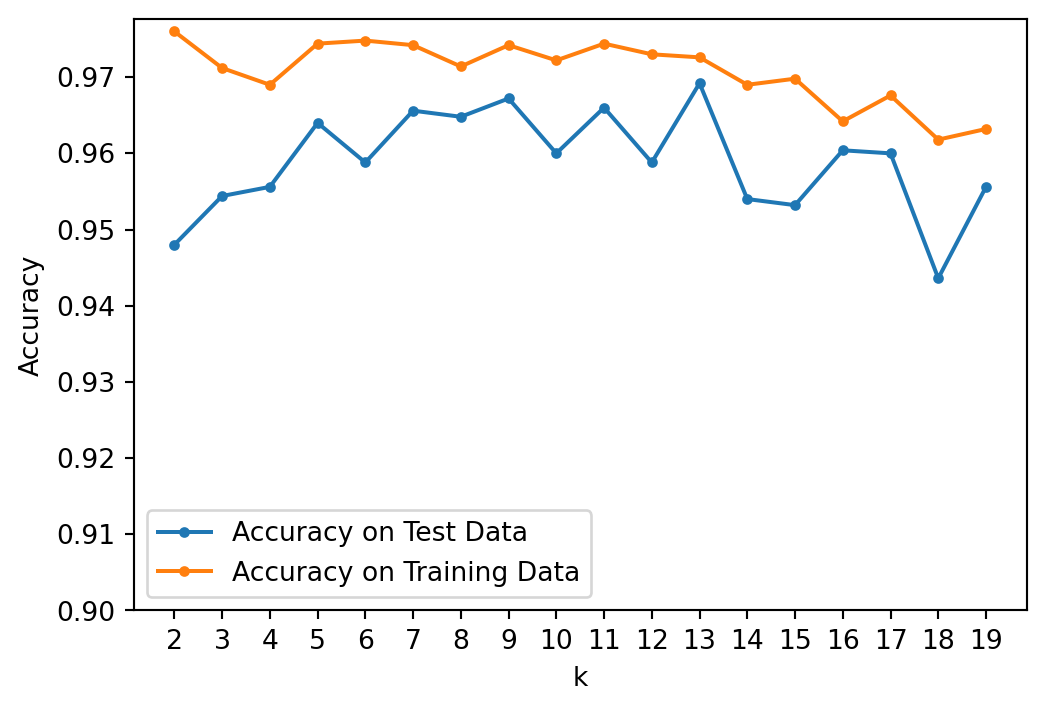 0.97
0.96
0.95
0.94
0.93
0.92
0.91
0.90
Accuracy
Accuracy on Test Data
Accuracy on Training Data
2 3 4 5 6 7 8 9 10 11 12 13 14 15 16 17 18 19
k